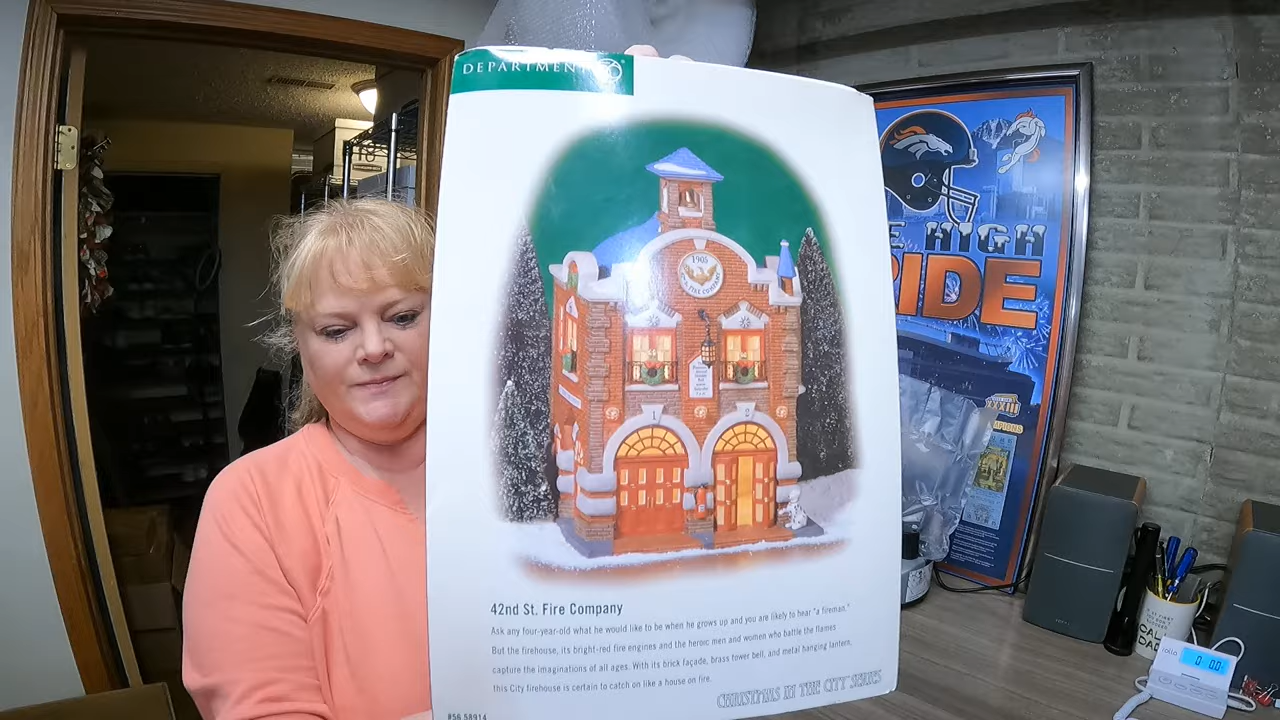 DEPARTMENT 56
1905
FIRE COMPANY
1
2
42nd St. Fire Company
Ask any four-year-old what he would like to be when he grows up and you are likely to hear "a fireman."
But the firehouse, its bright-red fire engines and the heroic men and women who battle the flames
capture the imaginations of all ages. With its brick façade, brass tower bell, and metal hanging lantern,
this City firehouse is certain to catch on like a house on fire.
CHRISTMAS IN THE CITY SERIES
#56.58914
E HIGH
RIDE
XXXIII
rollo